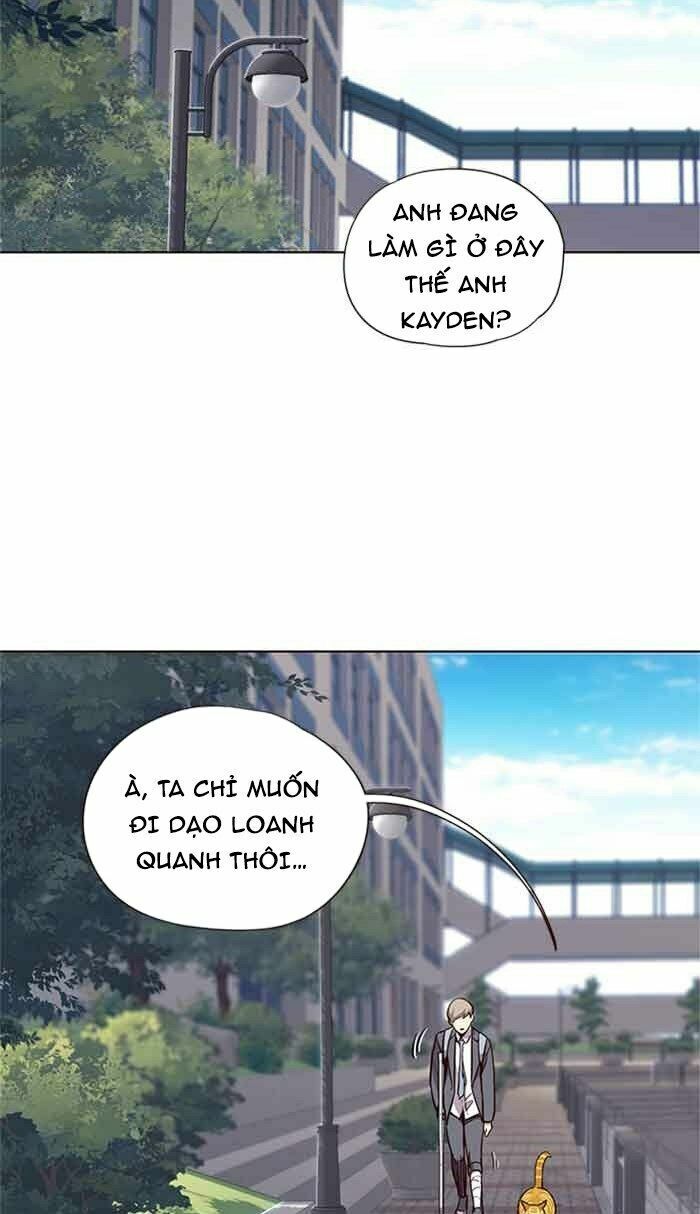 ANH ĐANG
LÀM GÌ Ở ĐÂY
THẾ ANH
KAYDEN?
À, TA CHỈ MUỐN
ĐI DẠO LOANH
QUANH THÔI...